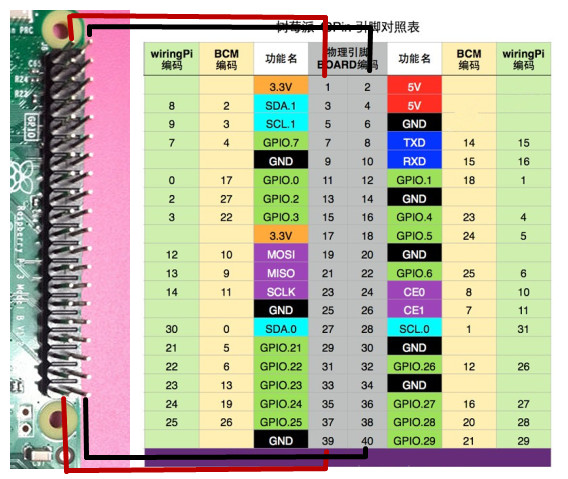 树莓派 40Pin 引脚对照表
wiringPi 编码 BCM 编码 功能名 物理引脚 BOARD编码 功能名 BCM 编码 wiringPi 编码
3.3V 1 2 5V
8 2 SDA.1 3 4 5V
9 3 SCL.1 5 6 GND
7 4 GPIO.7 7 8 TXD 14 15
GND 9 10 RXD 15 16
0 17 GPIO.0 11 12 GPIO.1 18 1
2 27 GPIO.2 13 14 GND
3 22 GPIO.3 15 16 GPIO.4 23 4
3.3V 17 18 GPIO.5 24 5
12 10 MOSI 19 20 GND
13 9 MISO 21 22 GPIO.6 25 6
14 11 SCLK 23 24 CE0 8 10
GND 25 26 CE1 7 11
30 0 SDA.0 27 28 SCL.0 1 31
21 5 GPIO.21 29 30 GND
22 6 GPIO.22 31 32 GPIO.26 12 26
23 13 GPIO.23 33 34 GND
24 19 GPIO.24 35 36 GPIO.27 16 27
25 26 GPIO.25 37 38 GPIO.28 20 28
GND 39 40 GPIO.29 21 29
GPIO
Raspberry Pi 3 Model B